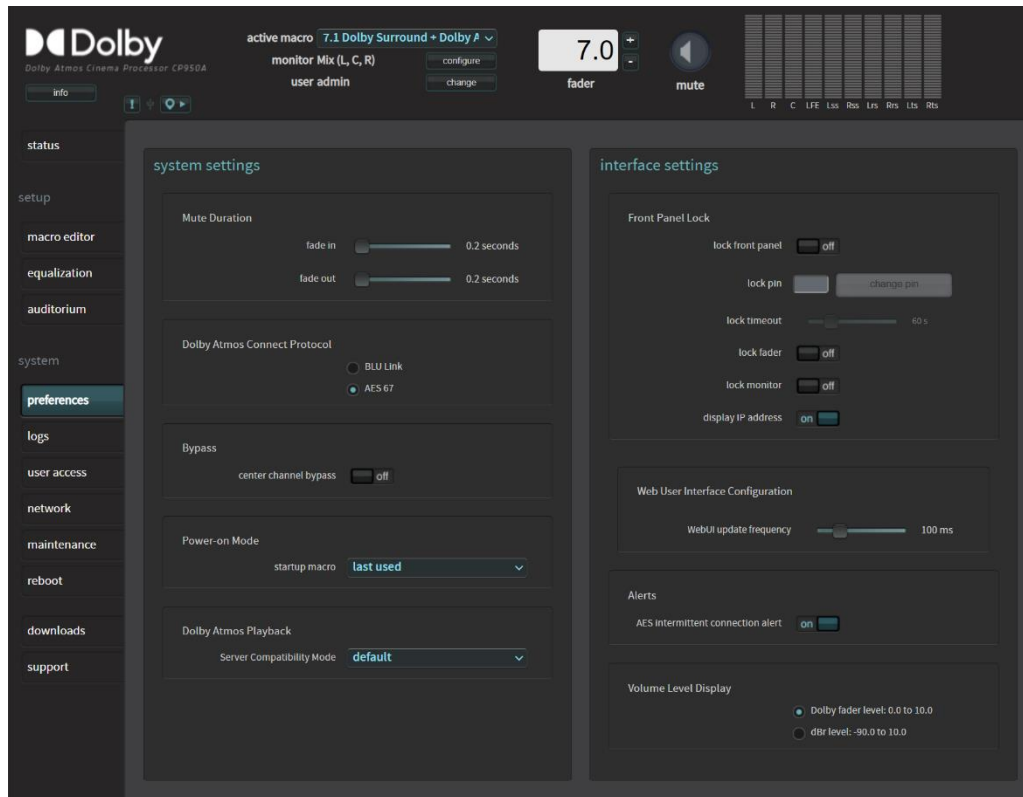 Dolby
Dolby Atmos Cinema Processor CP950A
info
active macro 7.1 Dolby Surround + Dolby A
monitor Mix (L, C, R) configure
user admin change
7.0
+
-
fader
mute
L R C LFE Lss Rss Lrs Rrs Lts Rts
status
setup
macro editor
equalization
auditorium
system
preferences
logs
user access
network
maintenance
reboot
downloads
support
system settings
Mute Duration
fade in 0.2 seconds
fade out 0.2 seconds
Dolby Atmos Connect Protocol
BLU Link
AES 67
Bypass
center channel bypass off
Power-on Mode
startup macro last used
Dolby Atmos Playback
Server Compatibility Mode default
interface settings
Front Panel Lock
lock front panel off
lock pin change pin
lock timeout 60 s
lock fader off
lock monitor off
display IP address on
Web User Interface Configuration
WebUI update frequency 100 ms
Alerts
AES intermittent connection alert on
Volume Level Display
Dolby fader level: 0.0 to 10.0
dBr level: -90.0 to 10.0